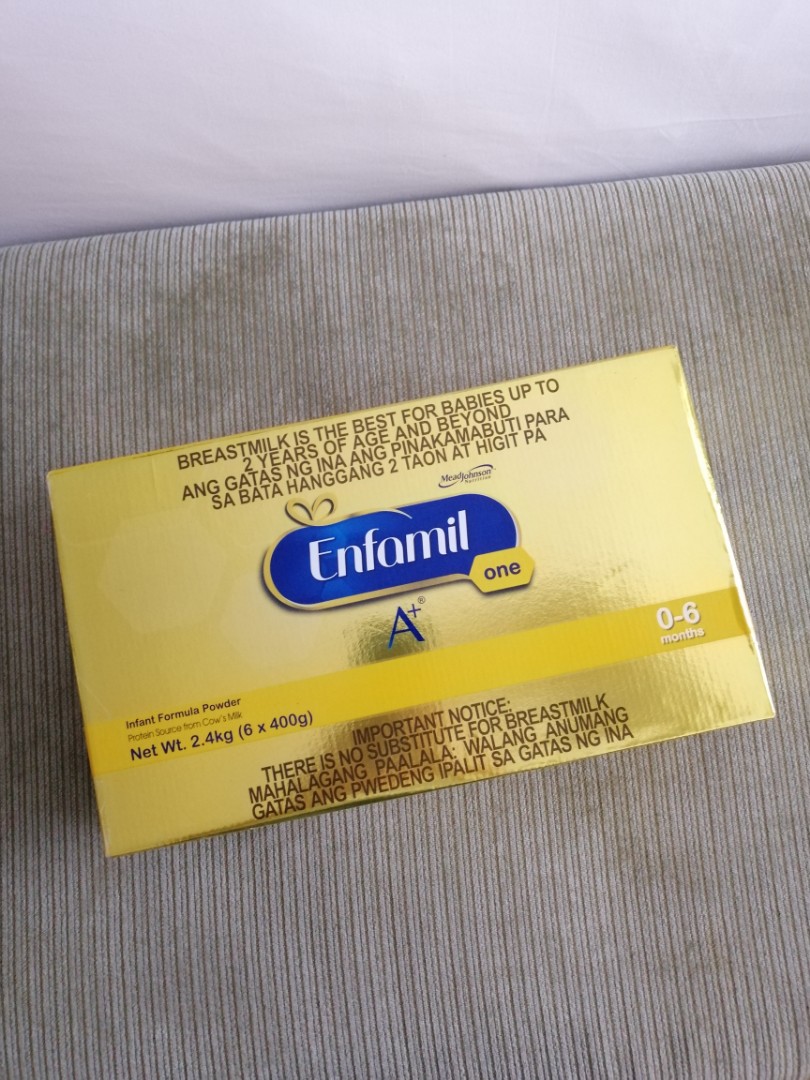 BREASTMILK IS THE BEST FOR BABIES UP TO
2 YEARS OF AGE AND BEYOND
ANG GATAS NG INA ANG PINAKAMABUTI PARA
SA BATA HANGGANG 2 TAON AT HIGIT PA
MeadJohnson
Nutrition
Enfamil
one
A+®
0-6
months
Infant Formula Powder
Protein Source from Cow's Milk
Net Wt. 2.4kg (6 x 400g)
IMPORTANT NOTICE:
THERE IS NO SUBSTITUTE FOR BREASTMILK
MAHALAGANG PAALALA: WALANG ANUMANG
GATAS ANG PWEDENG IPALIT SA GATAS NG INA